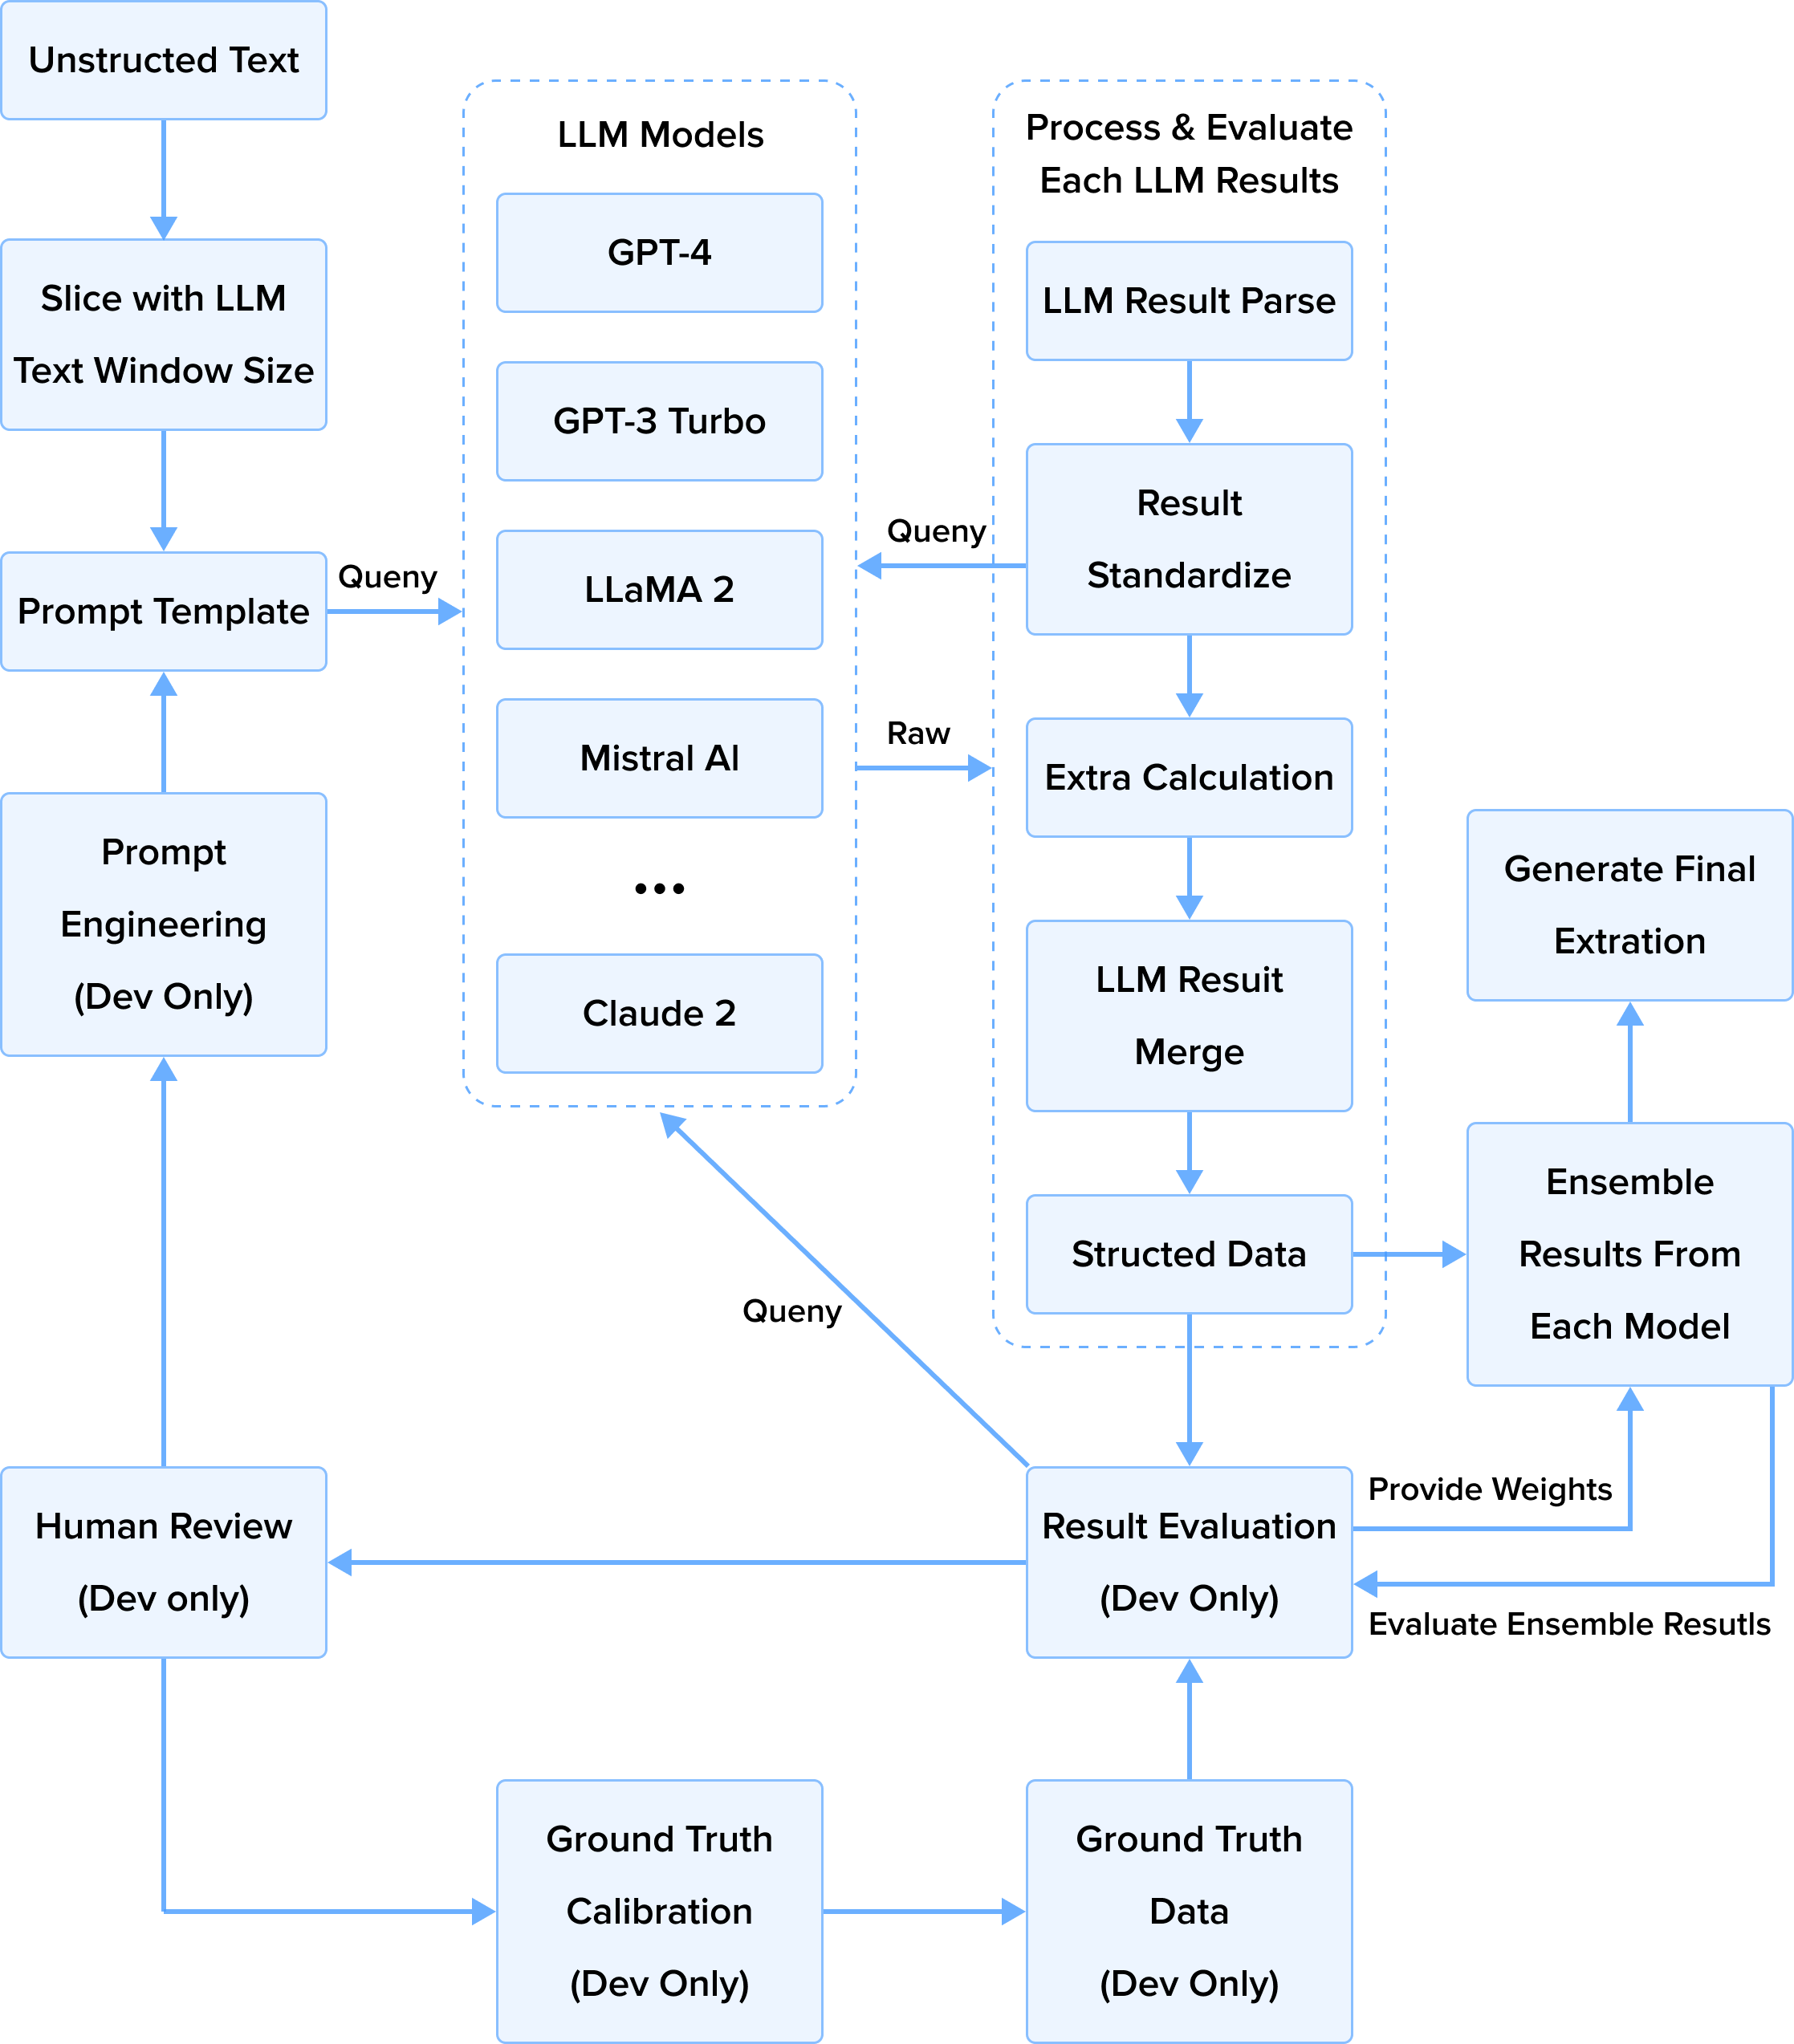 Unstructed Text
Slice with LLM
Text Window Size
Prompt Template
Queny
Prompt
Engineering
(Dev Only)
Human Review
(Dev only)
LLM Models
GPT-4
GPT-3 Turbo
LLaMA 2
Mistral AI
...
Claude 2
Queny
Raw
Queny
Process & Evaluate
Each LLM Results
LLM Result Parse
Result
Standardize
Extra Calculation
LLM Resuit
Merge
Structed Data
Generate Final
Extration
Ensemble
Results From
Each Model
Provide Weights
Result Evaluation
(Dev Only)
Evaluate Ensemble Resutls
Ground Truth
Calibration
(Dev Only)
Ground Truth
Data
(Dev Only)